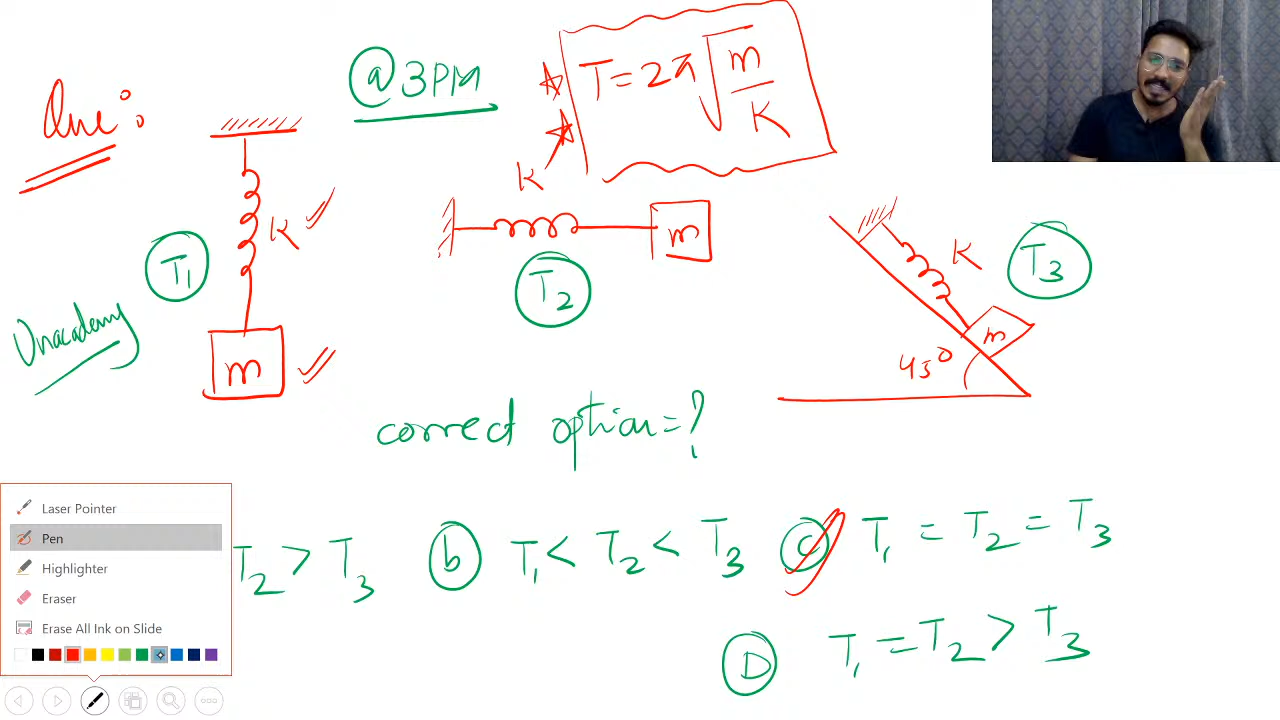 Que:
@3PM
T = 2π√m/K
K
K
T1
m
T2
m
K
T3
m
45°
Unacademy
correct option = ?
T2 > T3
b T1 < T2 < T3
C T1 = T2 = T3
D T1 = T2 > T3
Laser Pointer
Pen
Highlighter
Eraser
Erase All Ink on Slide